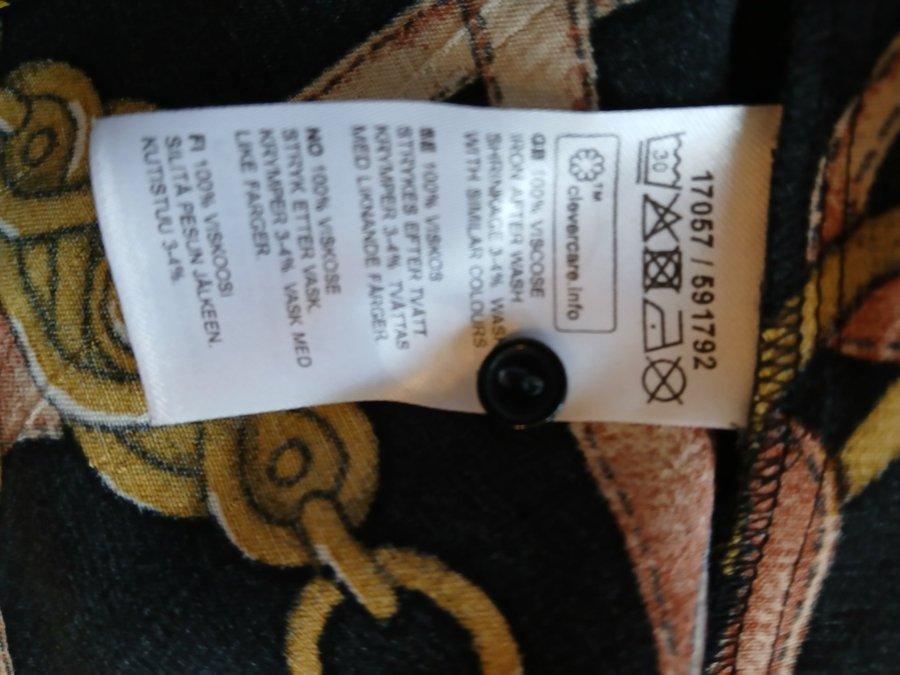 17057 / 591792
30
clevercare.info™
GB 100% VISCOSE
IRON AFTER WASH
SHRINKAGE 3-4% WASH
WITH SIMILAR COLOURS
SE 100% VISKOS
STRYKES EFTER TVÄTT
KRYMPER 3-4% TVÄTTAS
MED LIKNANDE FÄRGER
NO 100% VISKOSE
STRYK ETTER VASK.
KRYMPER 3-4% VASK MED
LIKE FARGER
FI 100% VISKOOSI
SILITÄ PESUN JÄLKEEN.
KUTISTUU 3-4%